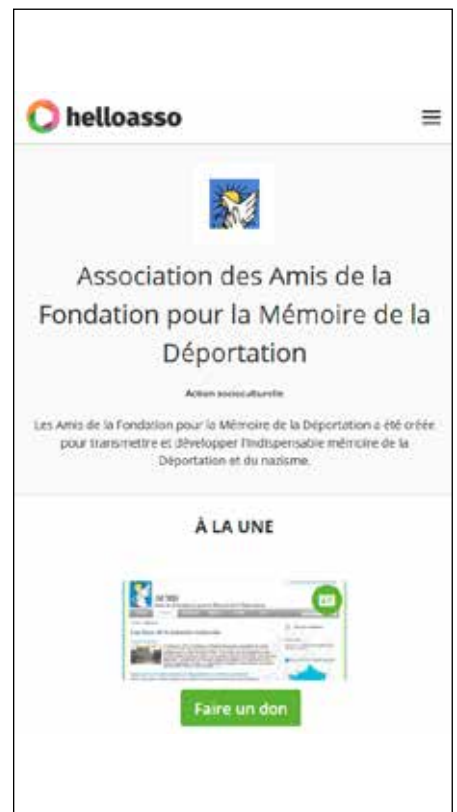 helloasso
Association des Amis de la
Fondation pour la Mémoire de la
Déportation
Action socioculturelle
Les Amis de la Fondation pour la Mémoire de la Déportation a été créée
pour transmettre et développer l'indispensable mémoire de la
Déportation et du nazisme.
À LA UNE
Faire un don